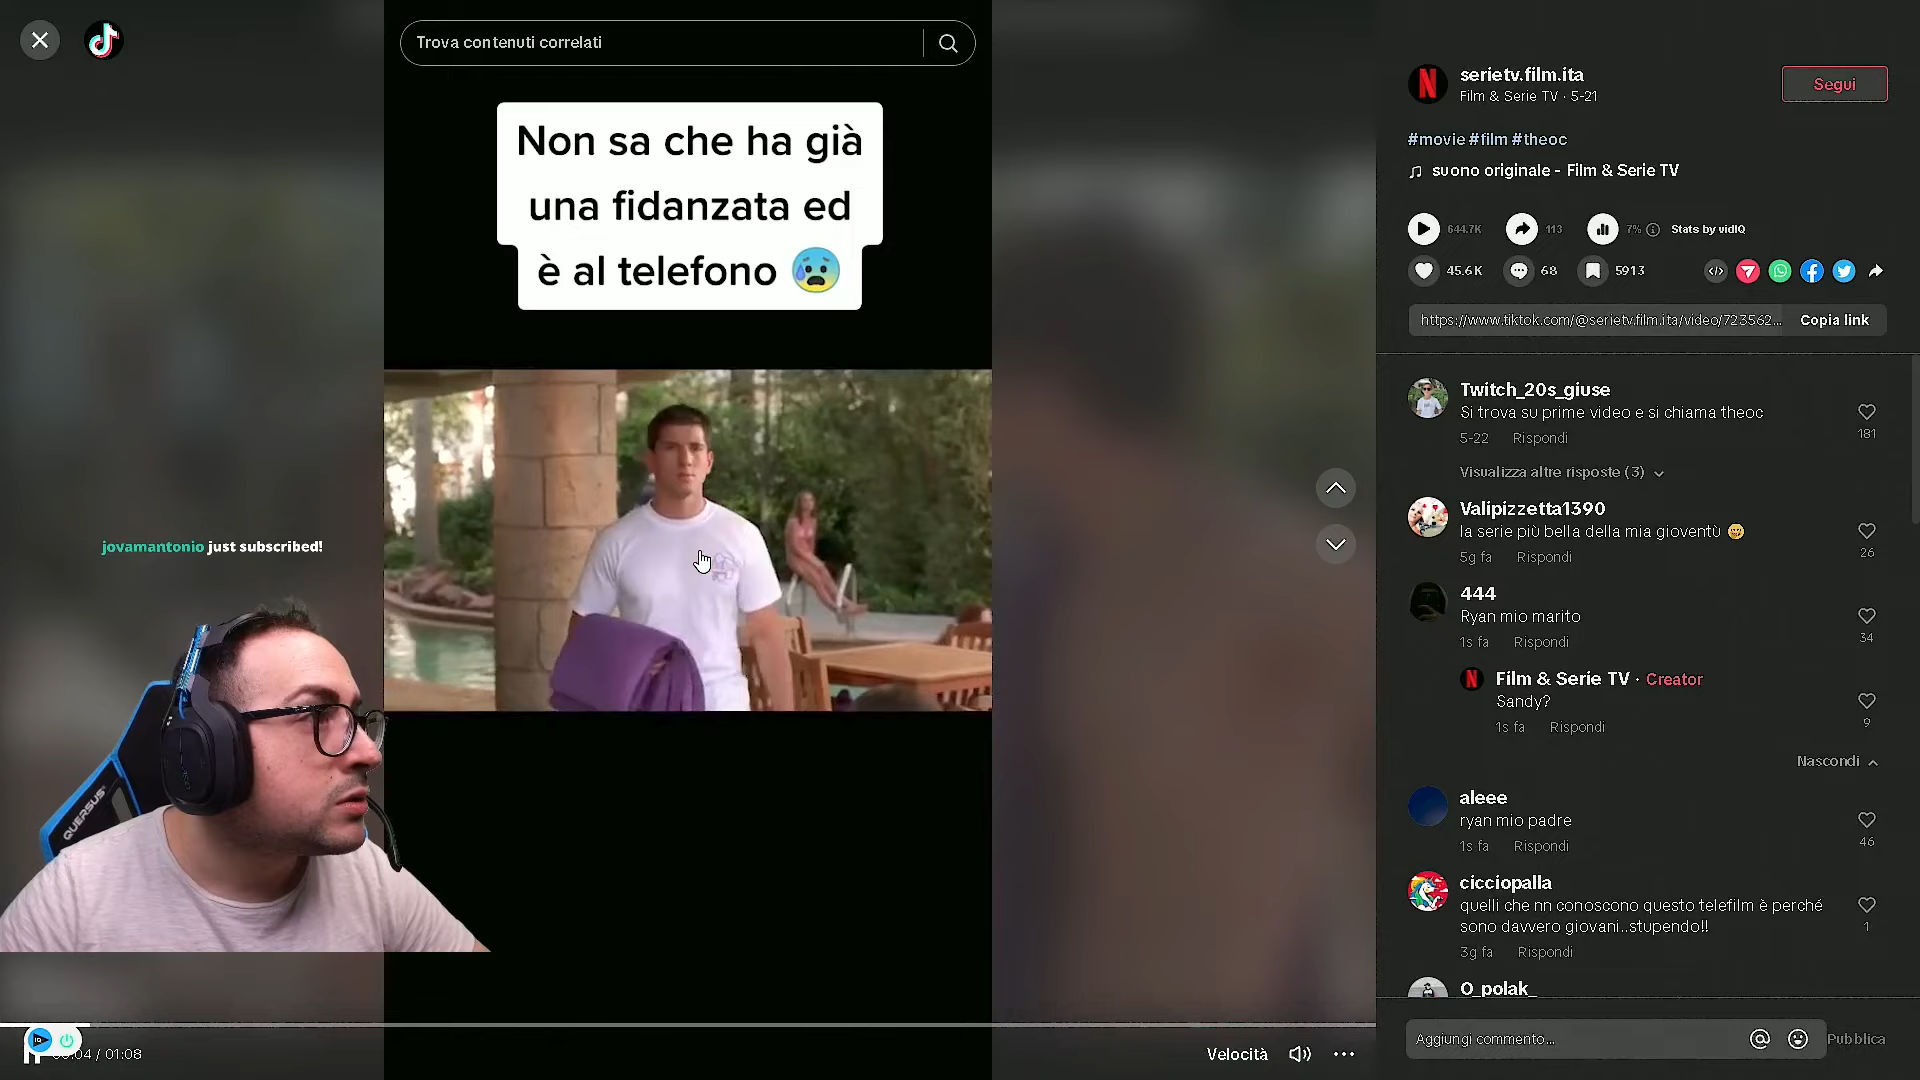 Trova contenuti correlati
Non sa che ha già
una fidanzata ed
è al telefono 😰
jovamantonio just subscribed!
QUERSUS
/ 01:08
Velocità
serietv.film.ita
Film & Serie TV · 5-21
Segui
#movie #film #theoc
suono originale - Film & Serie TV
644.7K 113 7% Stats by vidIQ
45.6K 68 5913
https://www.tiktok.com/@serietv.film.ita/video/723562... Copia link
Twitch_20s_giuse
Si trova su prime video e si chiama theoc
181
5-22 Rispondi
Visualizza altre risposte (3)
Valipizzetta1390
la serie più bella della mia gioventù 😁
26
5g fa Rispondi
444
Ryan mio marito
34
1s fa Rispondi
Film & Serie TV · Creator
Sandy?
9
1s fa Rispondi
Nascondi
aleee
ryan mio padre
46
1s fa Rispondi
cicciopalla
quelli che nn conoscono questo telefilm è perché
sono davvero giovani..stupendo!!
1
3g fa Rispondi
O_polak_
Aggiungi commento...
Pubblica